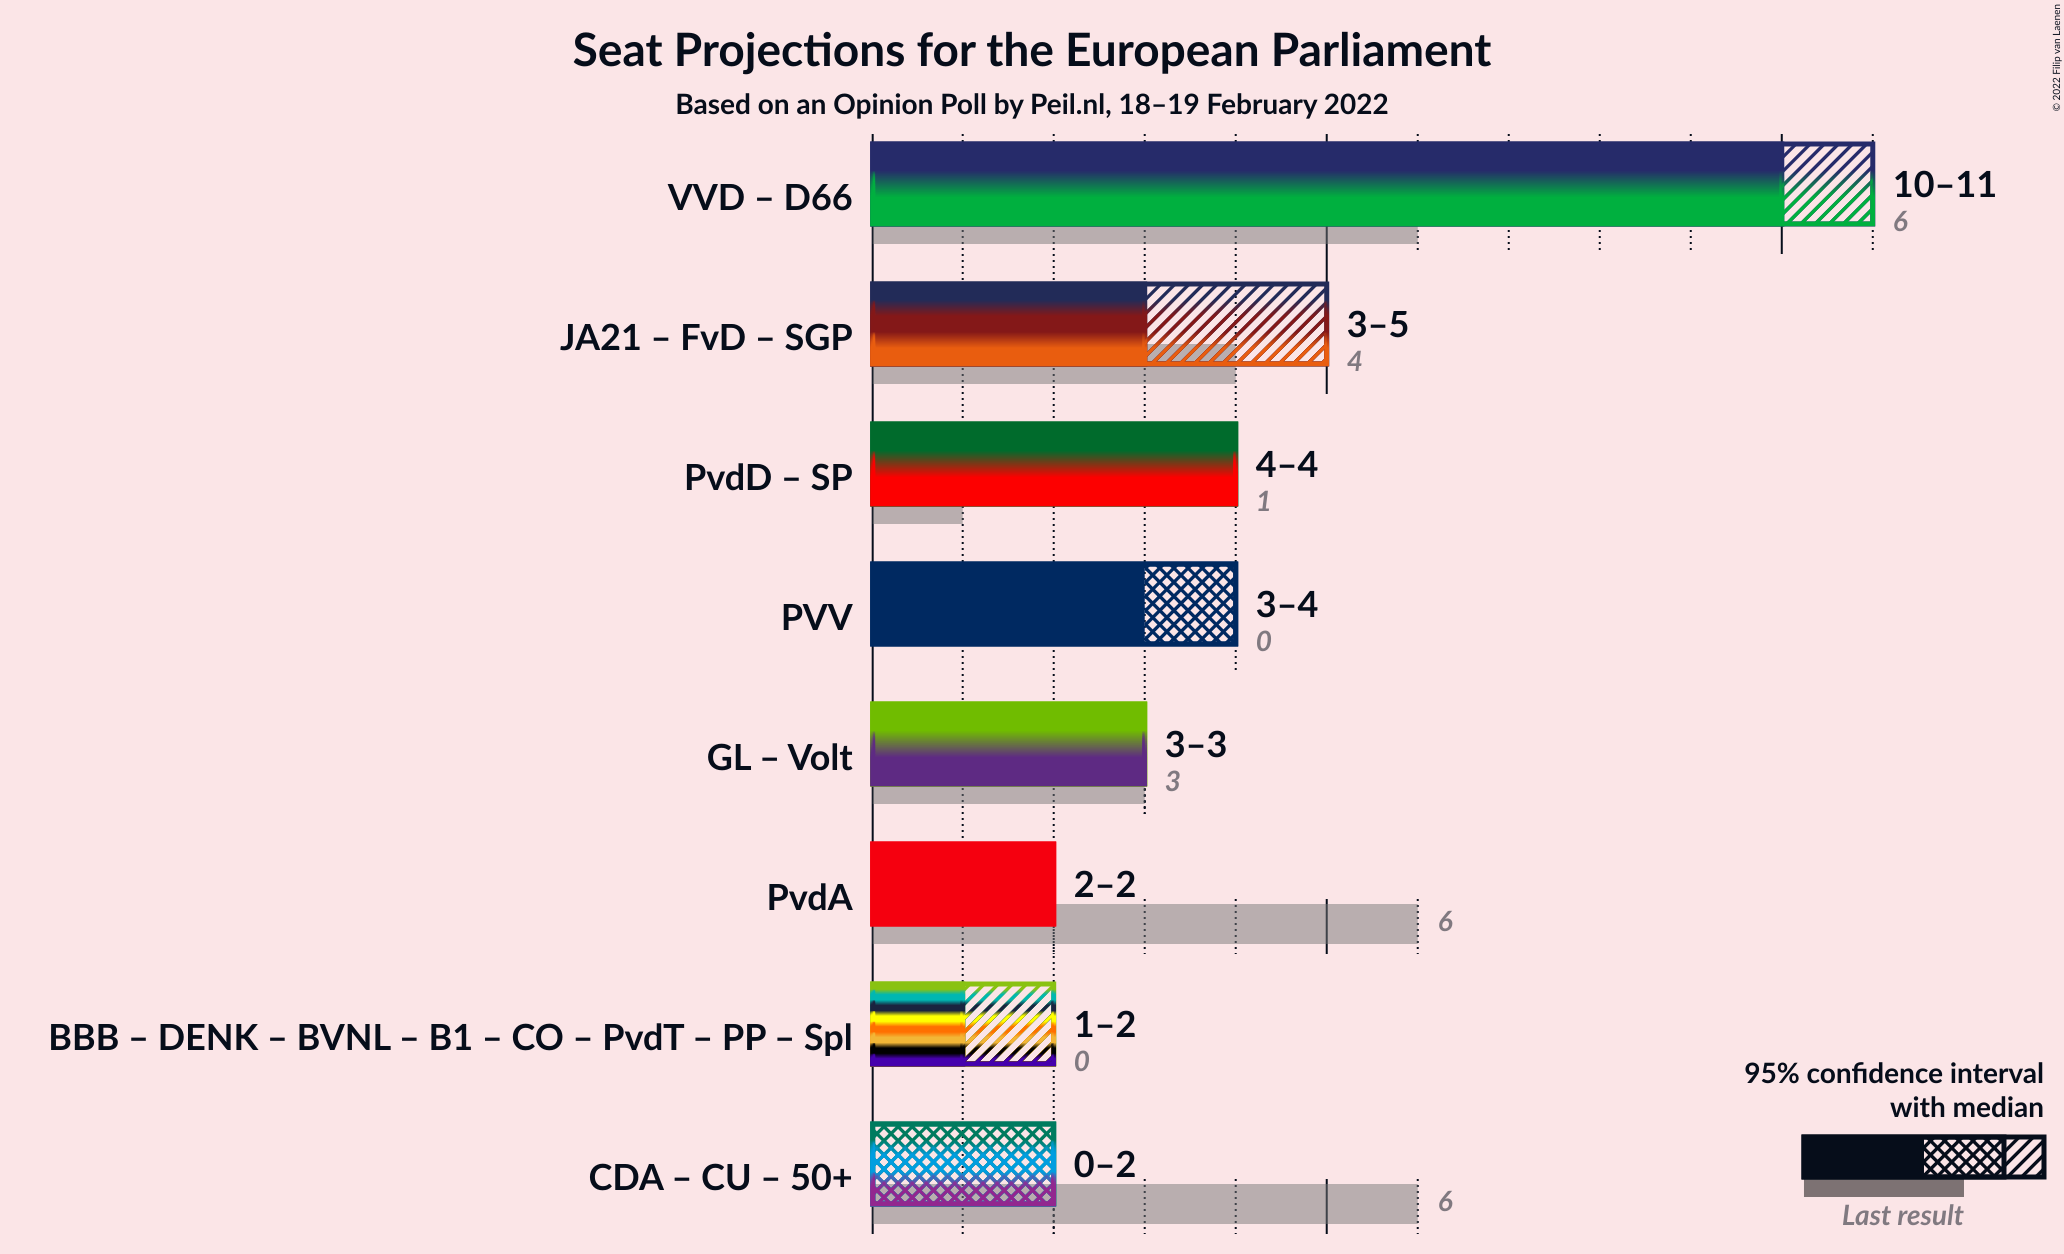 Seat Projections for the European Parliament
Based on an Opinion Poll by Peil.nl, 18–19 February 2022
© 2022 Filip van Laenen
VVD – D66
10–11
6
JA21 – FvD – SGP
3–5
4
PvdD – SP
4–4
1
PVV
3–4
0
GL – Volt
3–3
3
PvdA
2–2
6
BBB – DENK – BVNL – B1 – CO – PvdT – PP – Spl
1–2
0
CDA – CU – 50+
0–2
6
95% confidence interval
with median
Last result